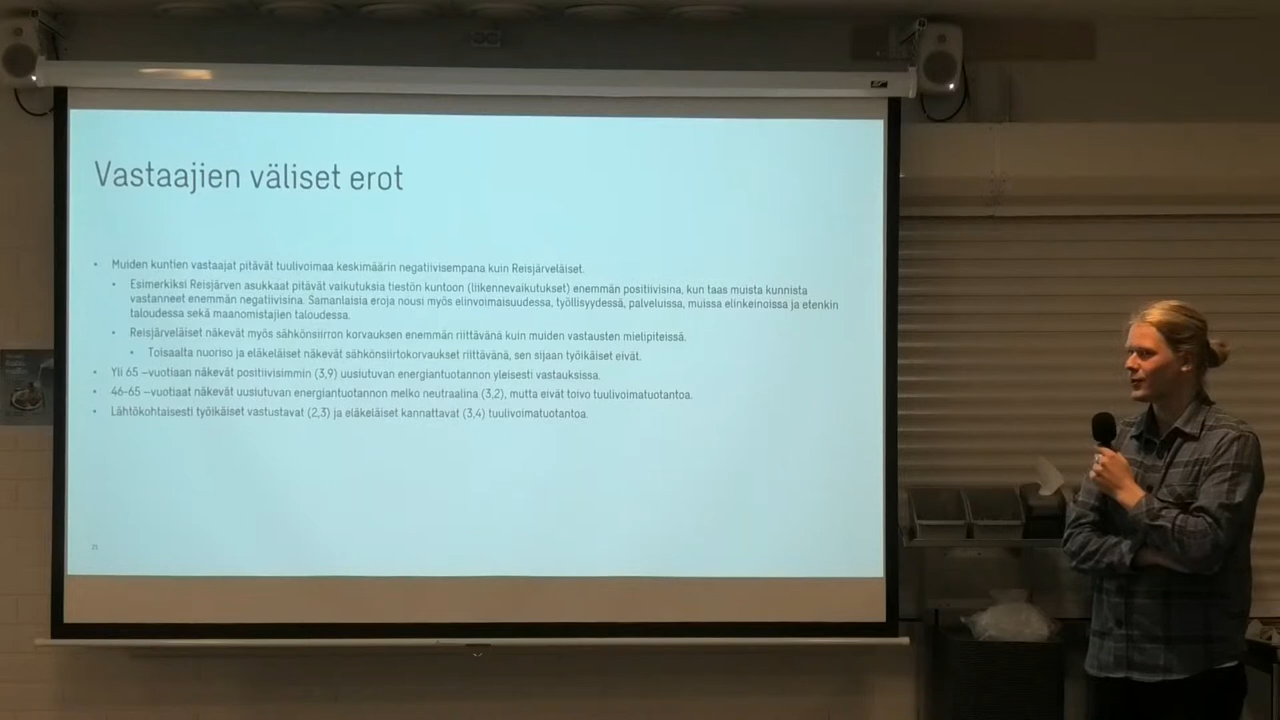 Vastaajien väliset erot
• Muiden kuntien vastaajat pitävät tuulivoimaa keskimäärin negatiivisempana kuin Reisjärveläiset.
• Esimerkiksi Reisjärven asukkaat pitävät vaikutuksia tiestön kuntoon (liikennevaikutukset) enemmän positiivisina, kun taas muista kunnista
vastanneet enemmän negatiivisina. Samanlaisia eroja nousi myös elinvoimaisuudessa, työllisyydessä, palveluissa, muissa elinkeinoissa ja etenkin
taloudessa sekä maanomistajien taloudessa.
• Reisjärveläiset näkevät myös sähkönsiirron korvauksen enemmän riittävänä kuin muiden vastausten mielipiteissä.
• Toisaalta nuoriso ja eläkeläiset näkevät sähkönsiirtokorvaukset riittävänä, sen sijaan työikäiset eivät.
• Yli 65 –vuotiaan näkevät positiivisimmin (3,9) uusiutuvan energiantuotannon yleisesti vastauksissa.
• 46-65 –vuotiaat näkevät uusiutuvan energiantuotannon melko neutraalina (3,2), mutta eivät toivo tuulivoimatuotantoa.
• Lähtökohtaisesti työikäiset vastustavat (2,3) ja eläkeläiset kannattavat (3,4) tuulivoimatuotantoa.
21